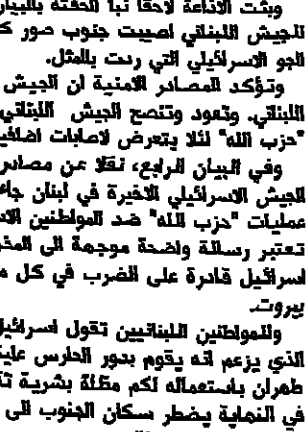 وبثت الاذاعة لاحقا نبأ الحقته بالبيان
للجيش اللبناني اصيبت جنوب صور
الجو الاسرائيلي التي ردت بالمثل.
وتؤكد المصادر الامنية ان الجيش
اللبناني. وتعود وتنصح الجيش اللبناني
"حزب الله" لئلا يتعرض لاصابات اضافية
وفي البيان الرابع، نقلا عن مصادر
الجيش الاسرائيلي الاخيرة في لبنان جاء
عمليات "حزب الله" ضد المواطنين
تعتبر رسالة واضحة موجهة الى
اسرائيل قادرة على الضرب في كل
بيروت.
وللمواطنين اللبنانيين تقول اسرائيل
الذي يزعم انه يقوم بدور الحارس
طهران باستعماله لكم مظلة بشرية
في النهاية يضطر سكان الجنوب الى